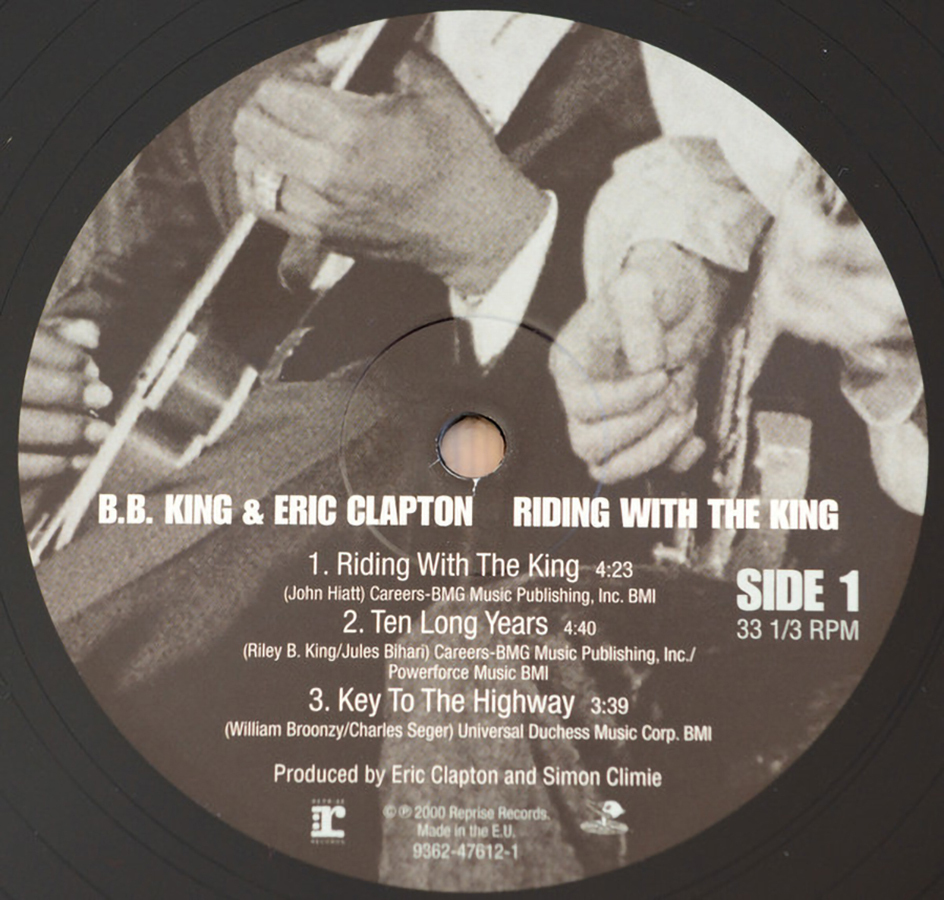 B.B. KING & ERIC CLAPTON RIDING WITH THE KING
1. Riding With The King 4:23
(John Hiatt) Careers-BMG Music Publishing, Inc. BMI
SIDE 1
33 1/3 RPM
2. Ten Long Years 4:40
(Riley B. King/Jules Bihari) Careers-BMG Music Publishing, Inc./
Powerforce Music BMI
3. Key To The Highway 3:39
(William Broonzy/Charles Seger) Universal Duchess Music Corp. BMI
Produced by Eric Clapton and Simon Climie
REPRISE
r
RECORDS
©℗ 2000 Reprise Records.
Made in the E.U.
9362-47612-1